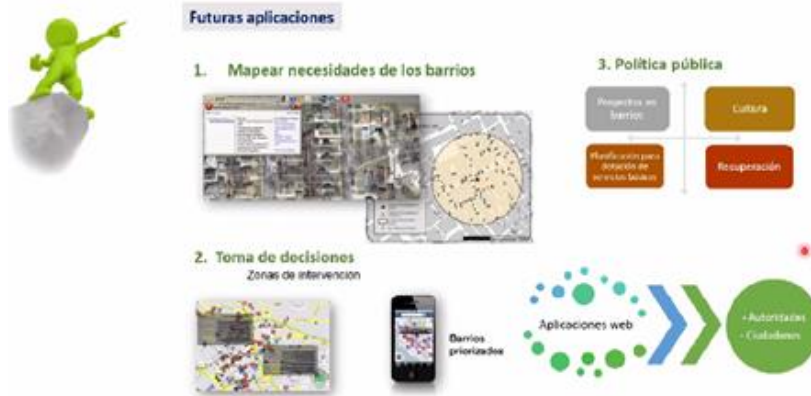 Futuras aplicaciones
1. Mapear necesidades de los barrios
3. Política pública
Proyectos en
barrios
Cultura
Planificación para
dotación de
servicios básicos
Recuperación
2. Toma de decisiones
Zonas de intervención
Barrios
priorizados
Aplicaciones web
- Autoridades
- Ciudadanos